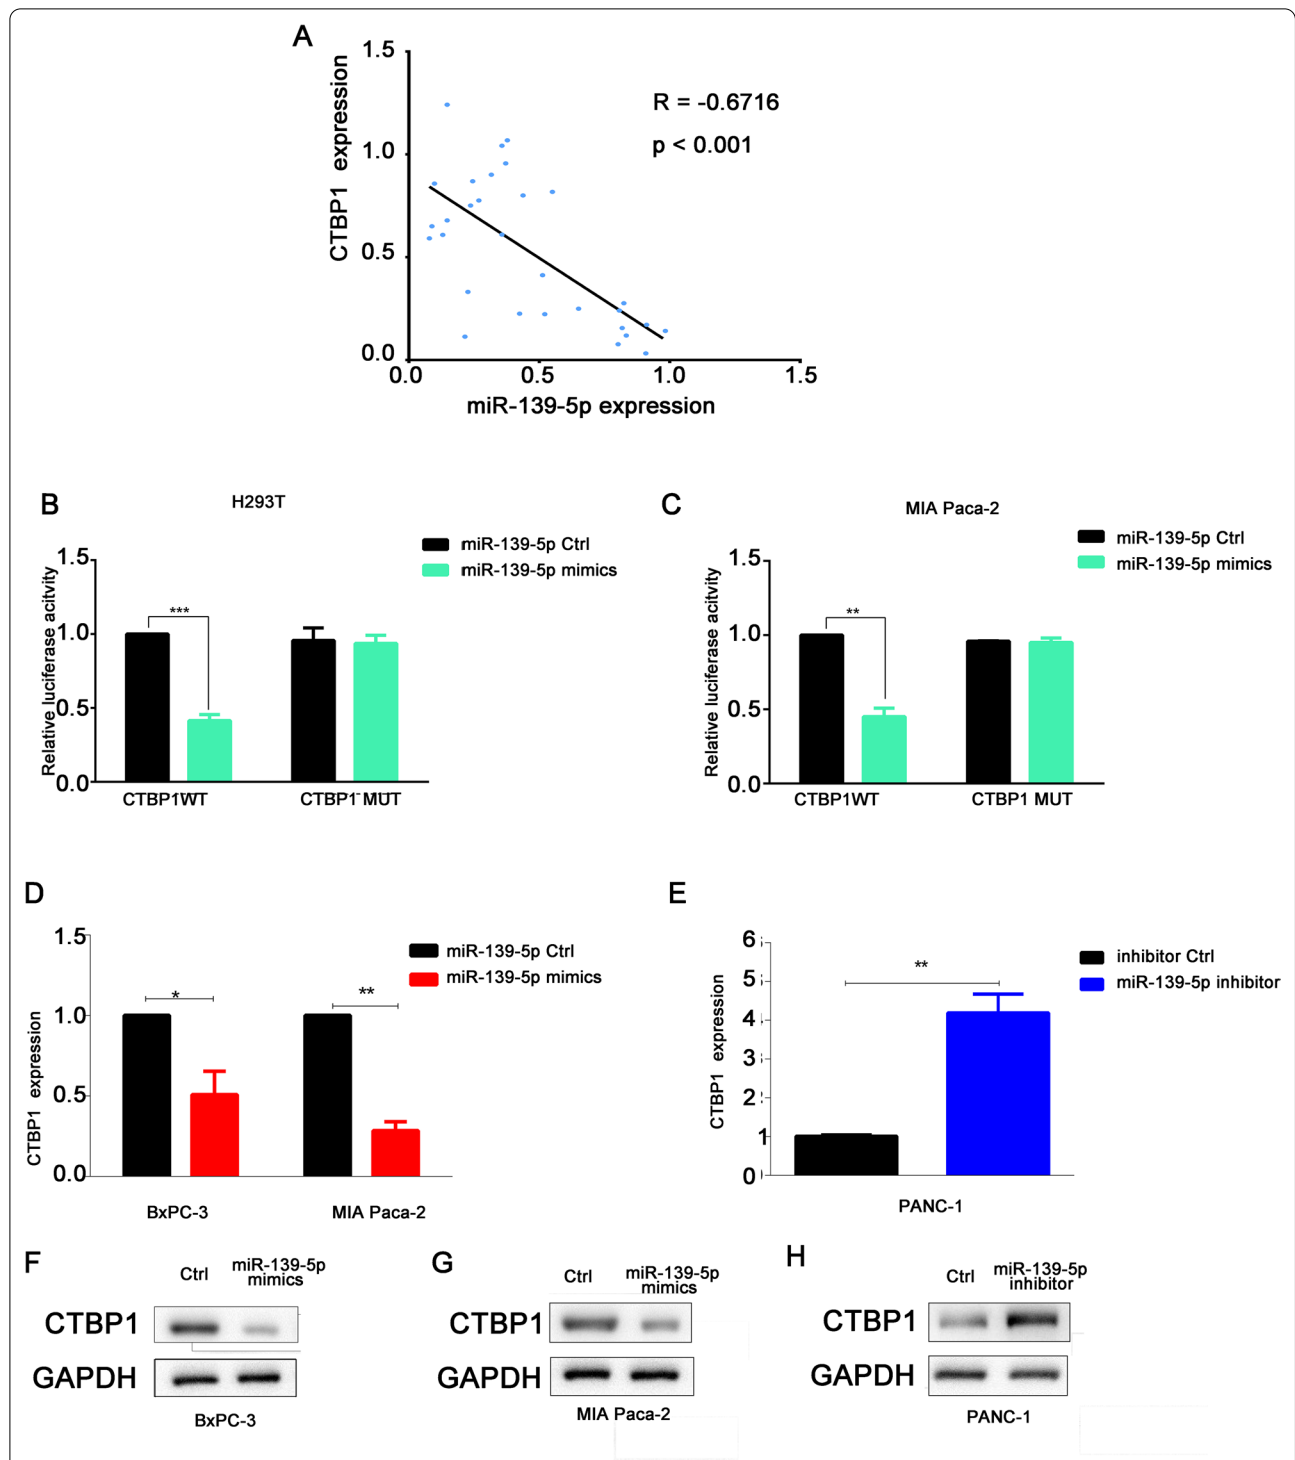 A
CTBP1 expression
1.5
1.0
0.5
0.0
R = -0.6716
p < 0.001
0.0 0.5 1.0 1.5
miR-139-5p expression
B
H293T
miR-139-5p Ctrl
miR-139-5p mimics
Relative luciferase acitvity
1.5
1.0
0.5
0.0
***
CTBP1WT CTBP1 MUT
C
MIA Paca-2
miR-139-5p Ctrl
miR-139-5p mimics
Relative luciferase actvity
1.5
1.0
0.5
0.0
**
CTBP1WT CTBP1 MUT
D
miR-139-5p Ctrl
miR-139-5p mimics
CTBP1 expression
1.5
1.0
0.5
0.0
* **
BxPC-3 MIA Paca-2
E
inhibitor Ctrl
miR-139-5p inhibitor
CTBP1 expression
6
5
4
3
2
1
0
**
PANC-1
F
Ctrl miR-139-5p
mimics
CTBP1
GAPDH
BxPC-3
G
Ctrl miR-139-5p
mimics
CTBP1
GAPDH
MIA Paca-2
H
Ctrl miR-139-5p
inhibitor
CTBP1
GAPDH
PANC-1